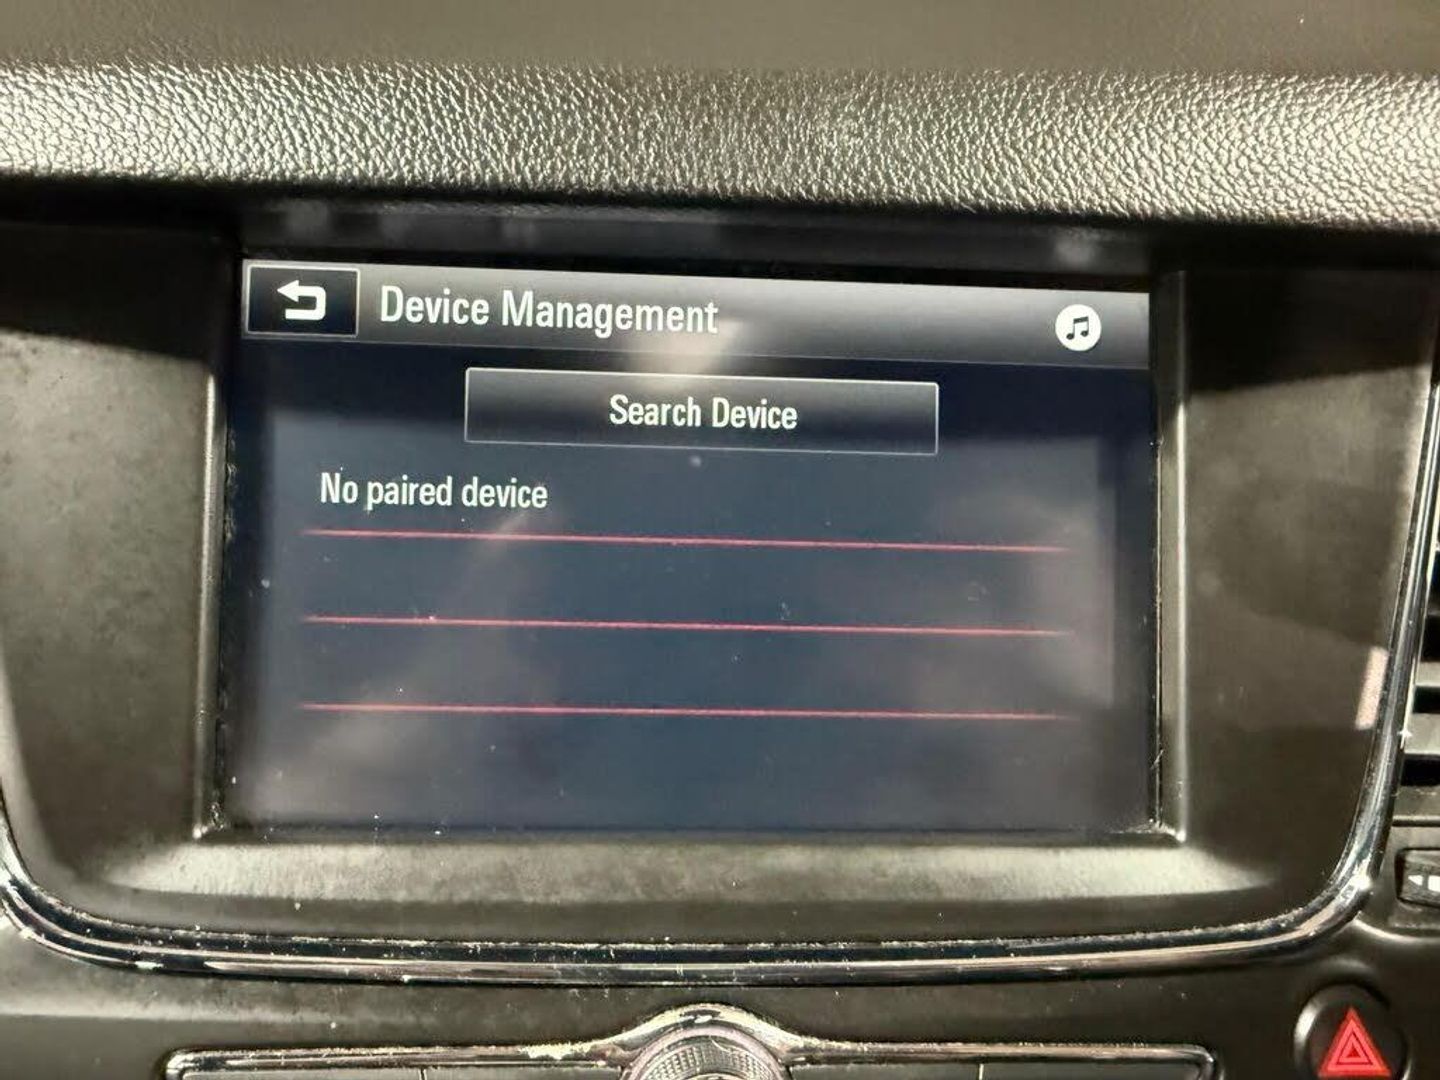 Device Management
Search Device
No paired device